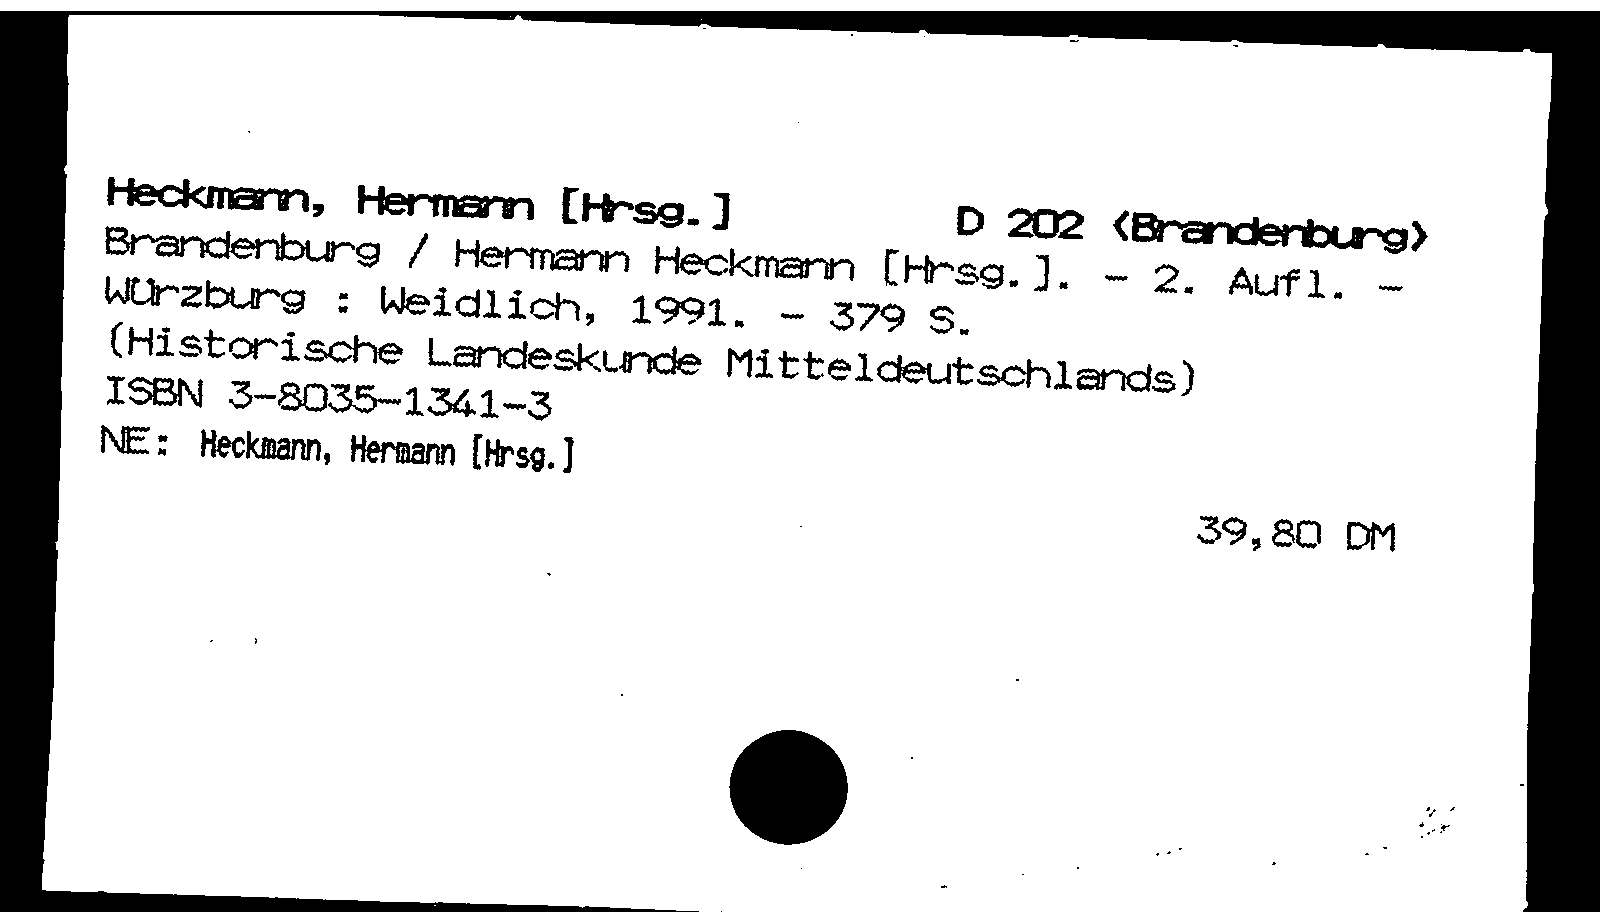 Heckmann, Hermann [Hrsg.] D 202 <Brandenburg>
Brandenburg / Hermann Heckmann [Hrsg.]. - 2. Aufl. -
Würzburg : Weidlich, 1991. - 379 S.
(Historische Landeskunde Mitteldeutschlands)
ISBN 3-8035-1341-3
NE: Heckmann, Hermann [Hrsg.]
39,80 DM